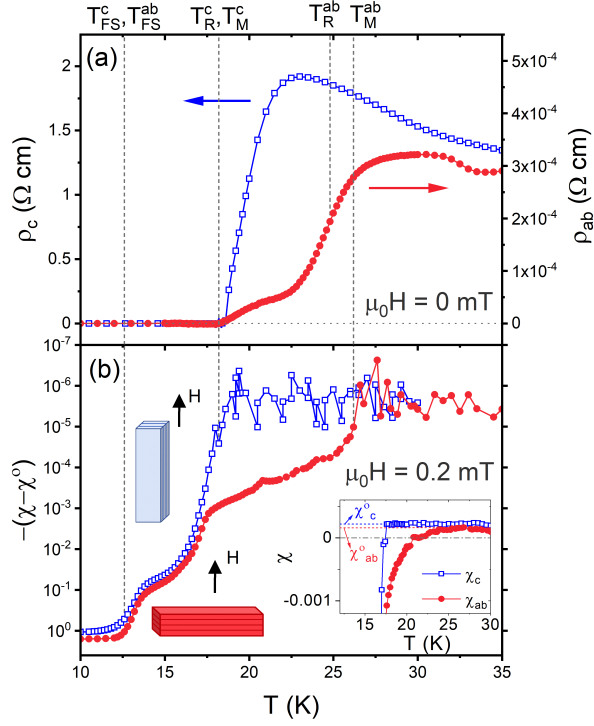 T^c_FS, T^ab_FS T^c_R, T^c_M T^ab_R T^ab_M
(a)
2
1.5
1
0.5
0
ρ_c (Ω cm)
5x10^-4
4x10^-4
3x10^-4
2x10^-4
1x10^-4
0
ρ_ab (Ω cm)
μ_0H = 0 mT
(b)
10^-7
10^-6
10^-5
10^-4
10^-3
10^-2
10^-1
10^0
−(χ−χ^o)
H
μ_0H = 0.2 mT
H
χ^o_c
χ^o_ab
0
-0.001
χ
χ_c
χ_ab
15 20 25 30
T (K)
10 15 20 25 30 35
T (K)